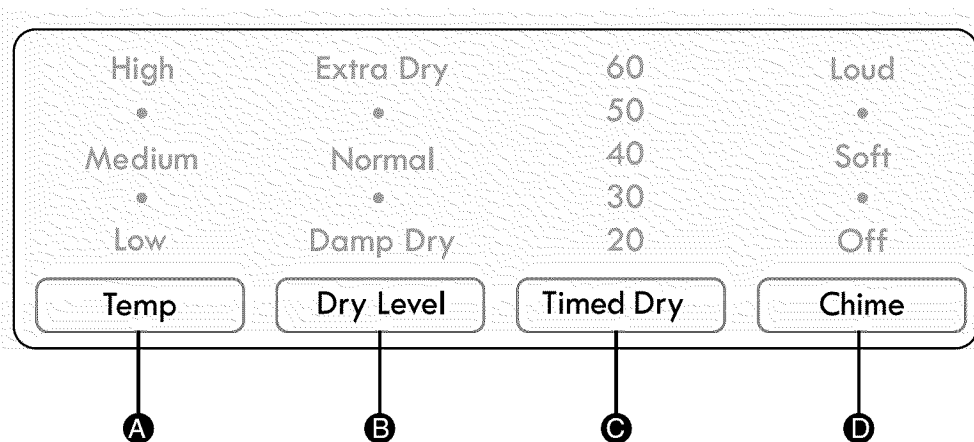 High Extra Dry 60 Loud
• • 50 •
Medium Normal 40 Soft
• • 30 •
Low Damp Dry 20 Off
Temp Dry Level Timed Dry Chime
A B C D